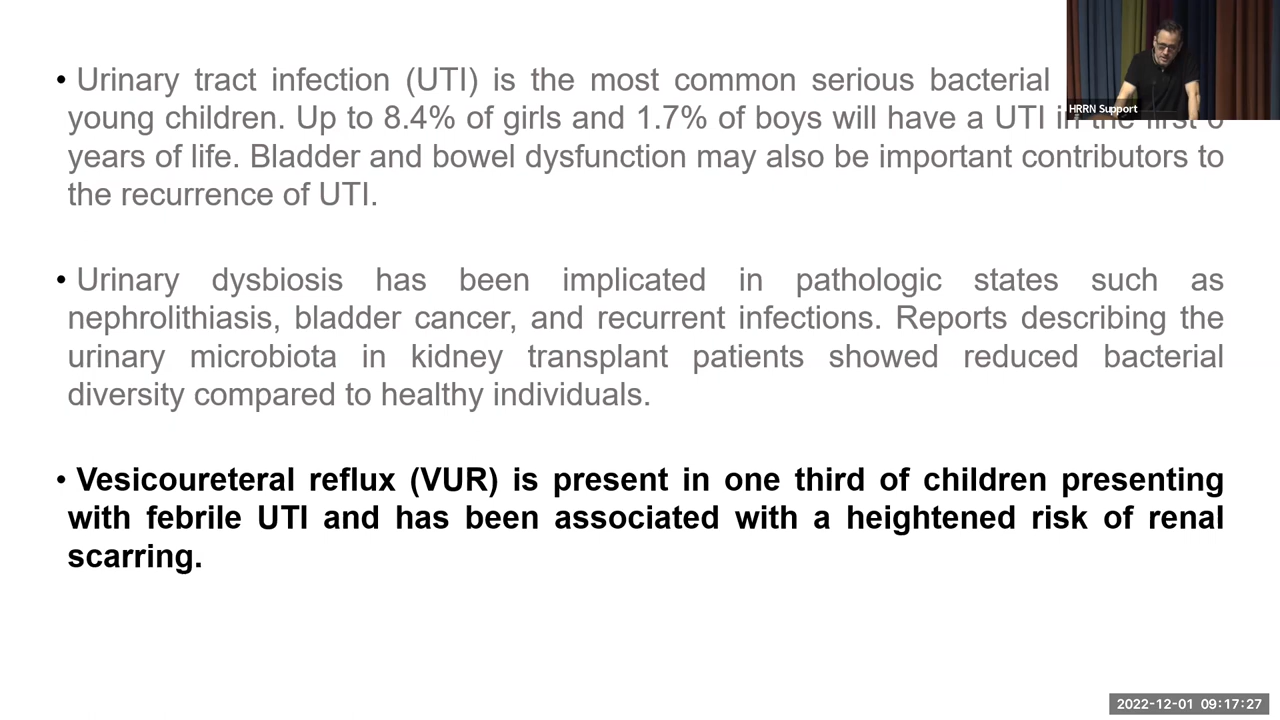 • Urinary tract infection (UTI) is the most common serious bacterial
young children. Up to 8.4% of girls and 1.7% of boys will have a UTI in the first 6
years of life. Bladder and bowel dysfunction may also be important contributors to
the recurrence of UTI.
• Urinary dysbiosis has been implicated in pathologic states such as
nephrolithiasis, bladder cancer, and recurrent infections. Reports describing the
urinary microbiota in kidney transplant patients showed reduced bacterial
diversity compared to healthy individuals.
• Vesicoureteral reflux (VUR) is present in one third of children presenting
with febrile UTI and has been associated with a heightened risk of renal
scarring.
HRRN Support
2022-12-01 09:17:27